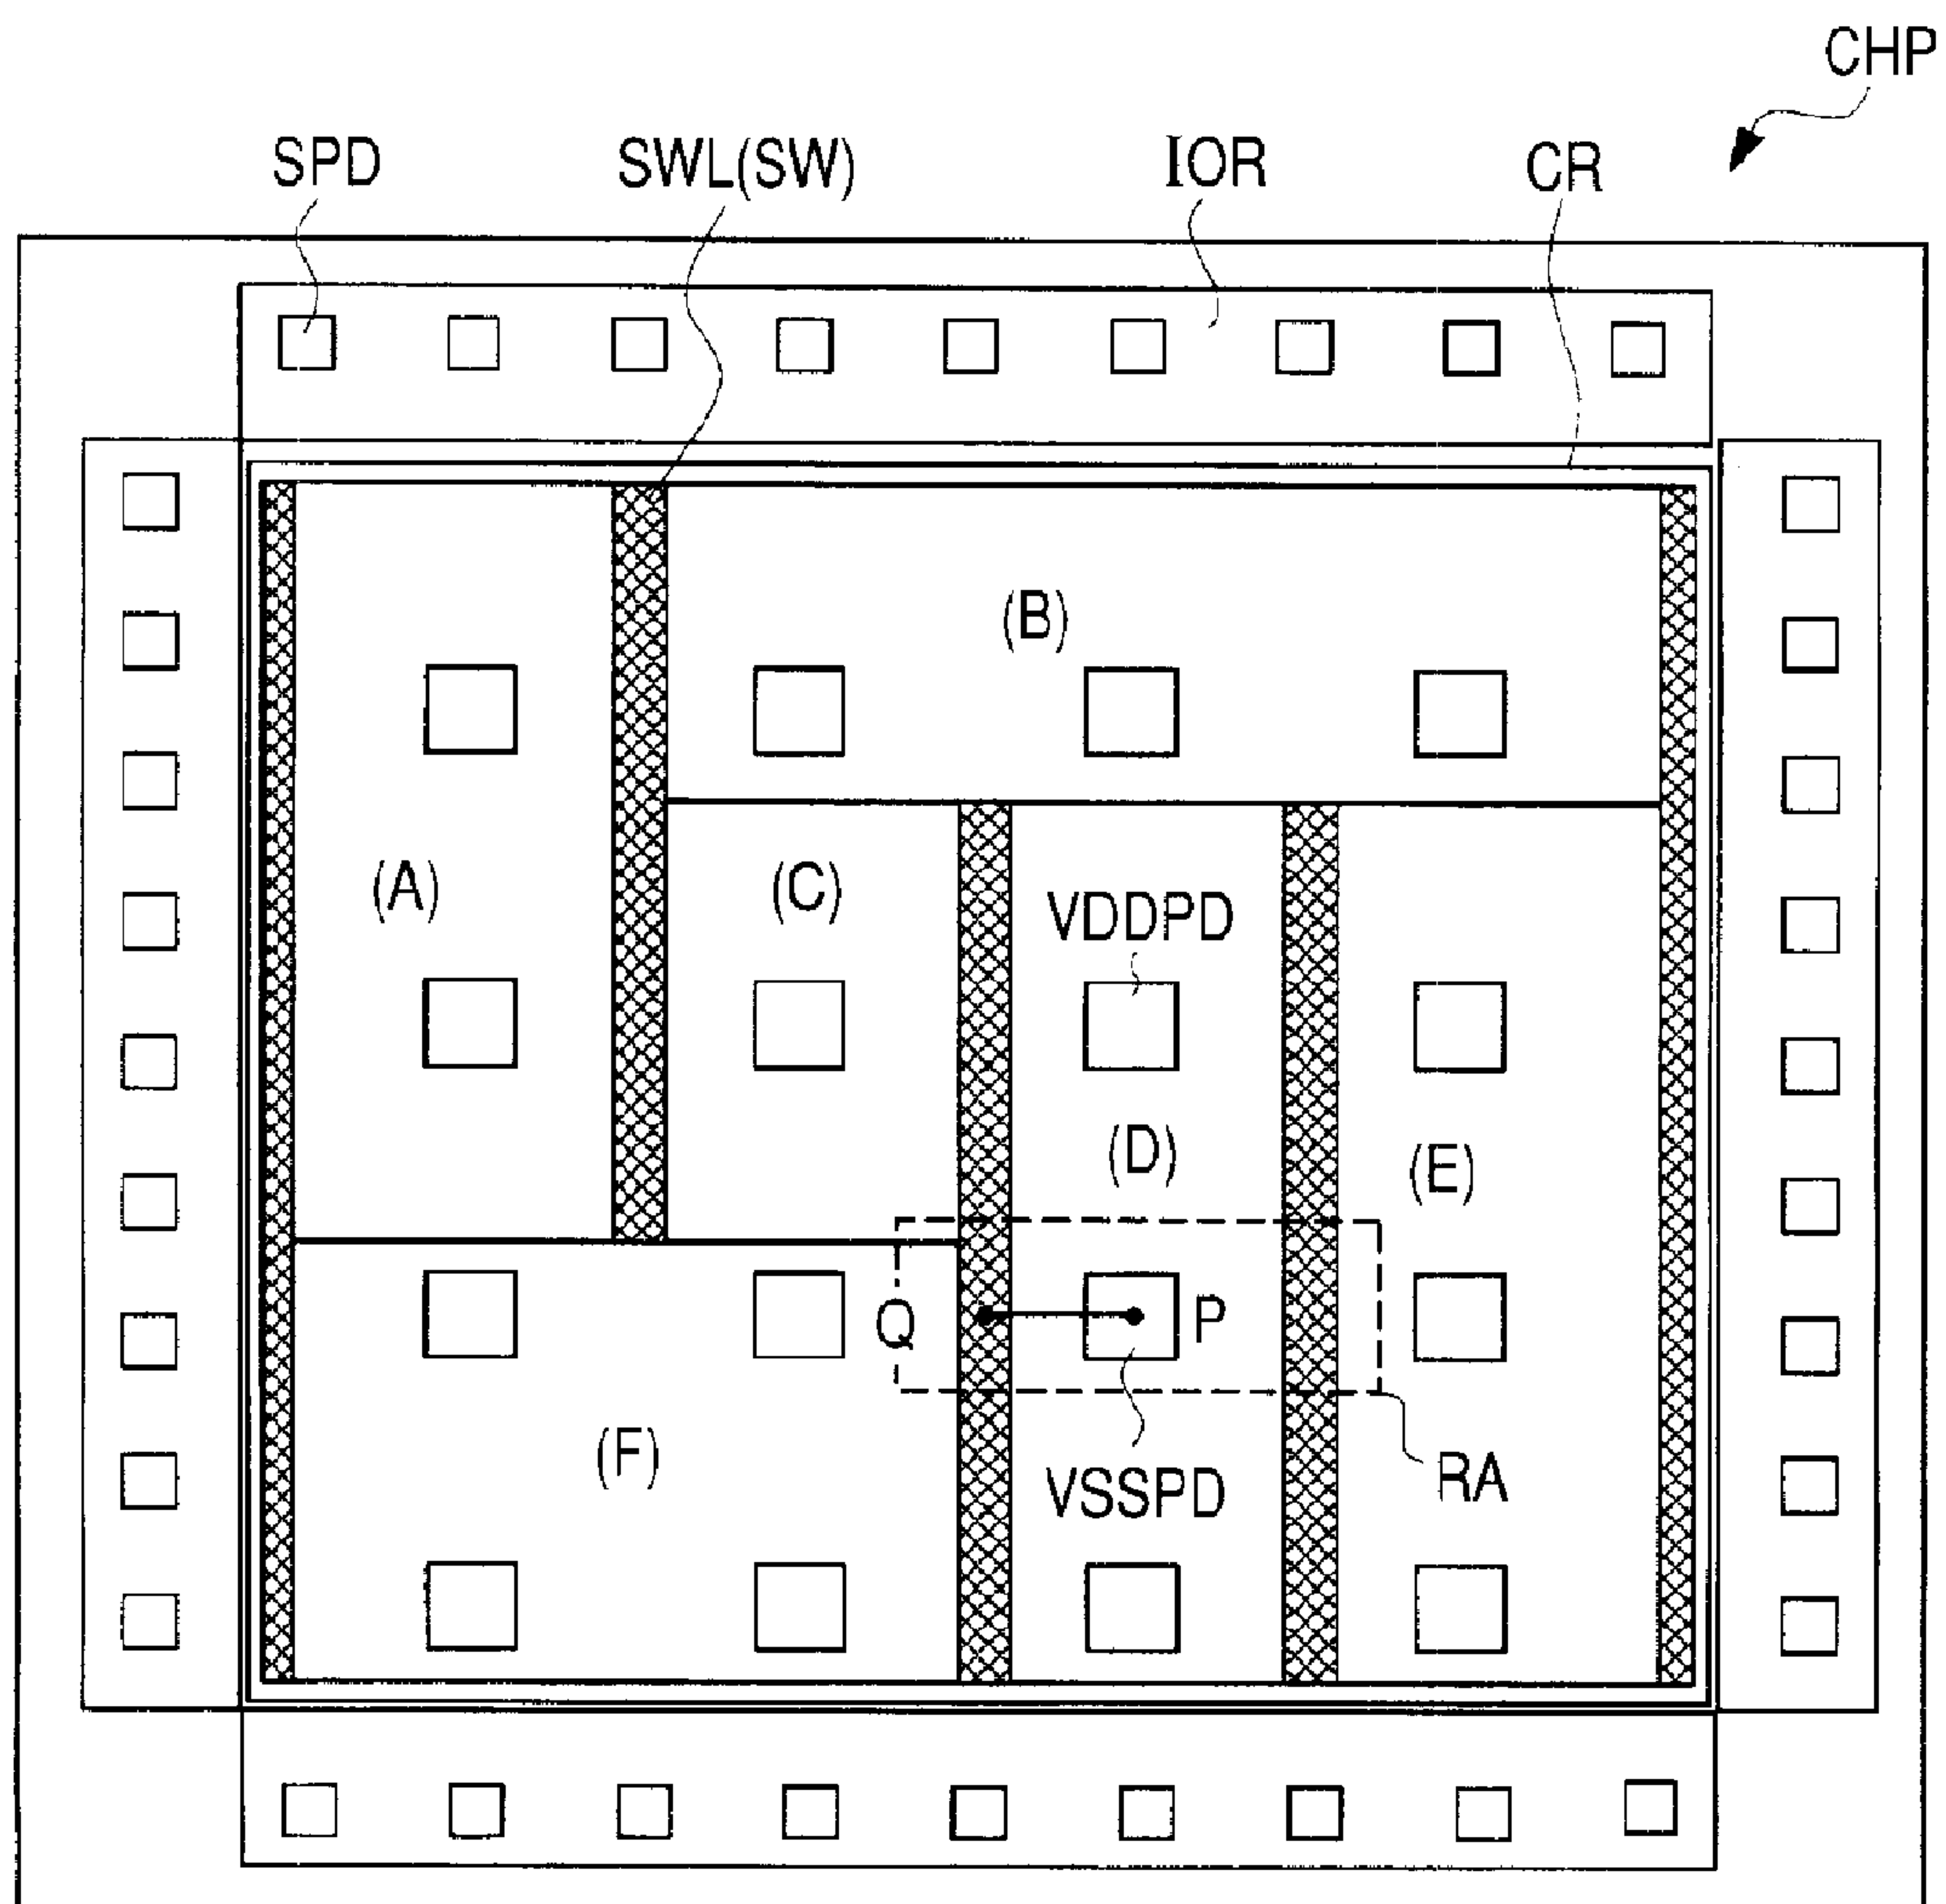 CHP
SPD
SWL(SW)
IOR
CR
(B)
(A)
(C)
VDDPD
(D)
(E)
Q
P
(F)
VSSPD
RA